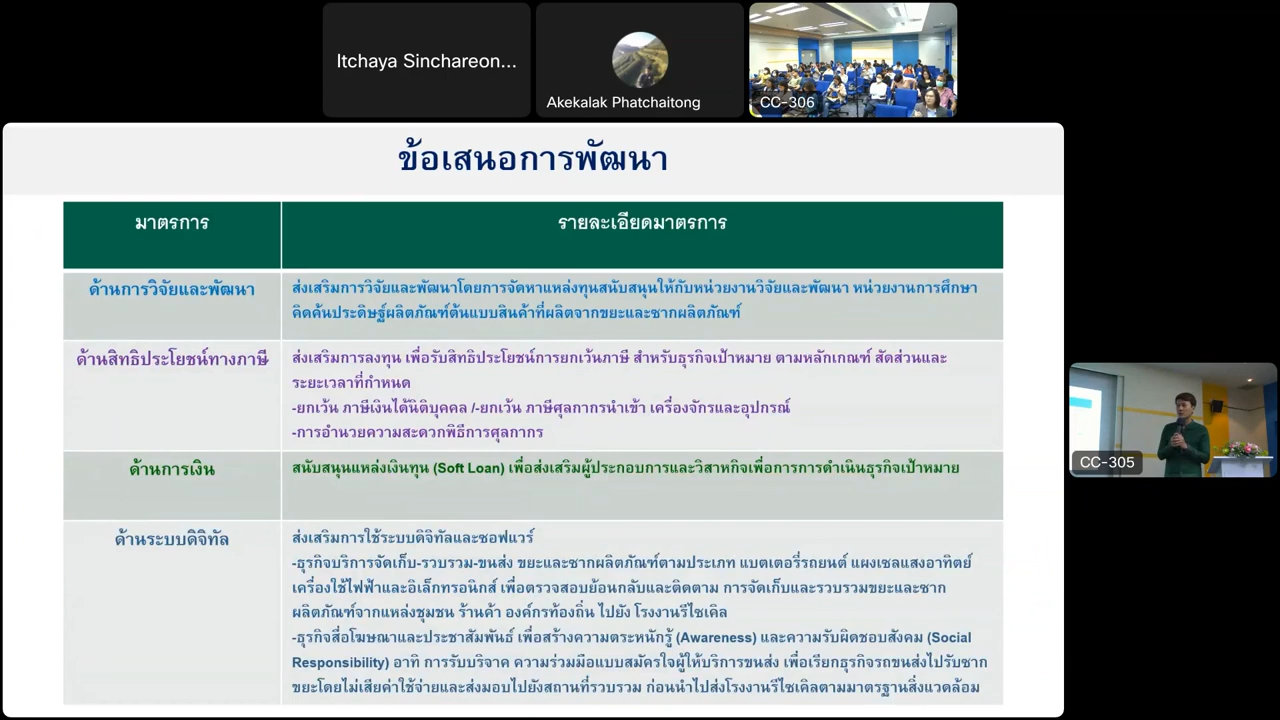 Itchaya Sinchareon...
Akekalak Phatchaitong
CC-306
ข้อเสนอการพัฒนา
มาตรการ
รายละเอียดมาตรการ
ด้านการวิจัยและพัฒนา
ส่งเสริมการวิจัยและพัฒนาโดยการจัดหาแหล่งทุนสนับสนุนให้กับหน่วยงานวิจัยและพัฒนา หน่วยงานการศึกษา
คิดค้นประดิษฐ์ผลิตภัณฑ์ต้นแบบสินค้าที่ผลิตจากขยะและซากผลิตภัณฑ์
ด้านสิทธิประโยชน์ทางภาษี
ส่งเสริมการลงทุน เพื่อรับสิทธิประโยชน์การยกเว้นภาษี สำหรับธุรกิจเป้าหมาย ตามหลักเกณฑ์ สัดส่วนและ
ระยะเวลาที่กำหนด
-ยกเว้น ภาษีเงินได้นิติบุคคล /-ยกเว้น ภาษีศุลกากรนำเข้า เครื่องจักรและอุปกรณ์
-การอำนวยความสะดวกพิธีการศุลกากร
ด้านการเงิน
สนับสนุนแหล่งเงินทุน (Soft Loan) เพื่อส่งเสริมผู้ประกอบการและวิสาหกิจเพื่อการการดำเนินธุรกิจเป้าหมาย
ด้านระบบดิจิทัล
ส่งเสริมการใช้ระบบดิจิทัลและซอฟแวร์
-ธุรกิจบริการจัดเก็บ-รวบรวม-ขนส่ง ขยะและซากผลิตภัณฑ์ตามประเภท แบตเตอรี่รถยนต์ แผงเซลแสงอาทิตย์
เครื่องใช้ไฟฟ้าและอิเล็กทรอนิกส์ เพื่อตรวจสอบย้อนกลับและติดตาม การจัดเก็บและรวบรวมขยะและซาก
ผลิตภัณฑ์จากแหล่งชุมชน ร้านค้า องค์กรท้องถิ่น ไปยัง โรงงานรีไซเคิล
-ธุรกิจสื่อโฆษณาและประชาสัมพันธ์ เพื่อสร้างความตระหนักรู้ (Awareness) และความรับผิดชอบสังคม (Social
Responsibility) อาทิ การรับบริจาค ความร่วมมือแบบสมัครใจผู้ให้บริการขนส่ง เพื่อเรียกธุรกิจรถขนส่งไปรับซาก
ขยะโดยไม่เสียค่าใช้จ่ายและส่งมอบไปยังสถานที่รวบรวม ก่อนนำไปส่งโรงงานรีไซเคิลตามมาตรฐานสิ่งแวดล้อม
CC-305